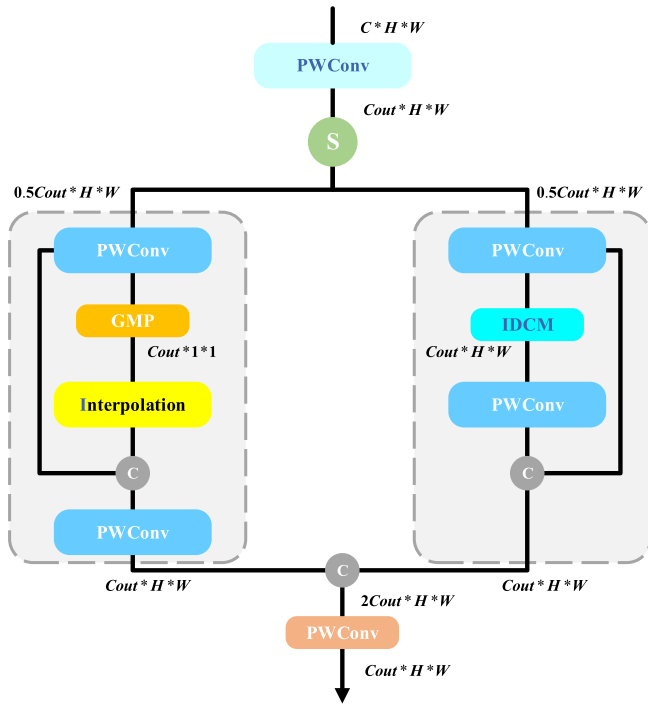 C*H*W
PWConv
Cout*H*W
S
0.5Cout*H*W
0.5Cout*H*W
PWConv
GMP
Cout*1*1
Interpolation
C
PWConv
Cout*H*W
PWConv
IDCM
Cout*H*W
PWConv
C
Cout*H*W
C
2Cout*H*W
PWConv
Cout*H*W